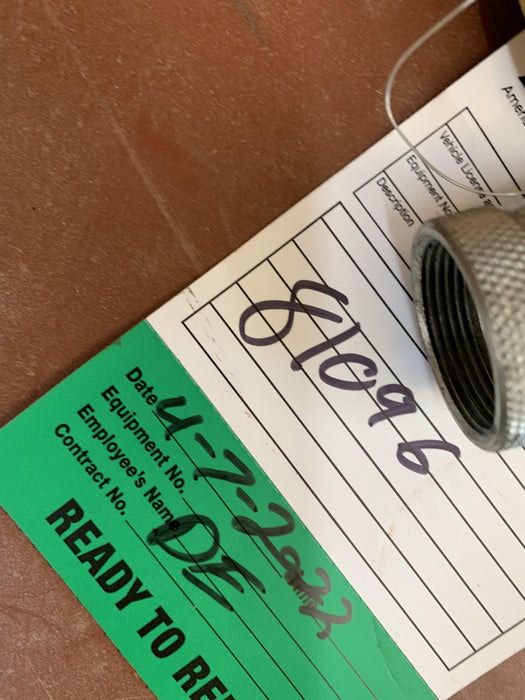 Ameri
Vehicle License a
Equipment No.
Description
81096
Date 4-7-2022
Equipment No.
Employee's Name DE
Contract No.
READY TO RE